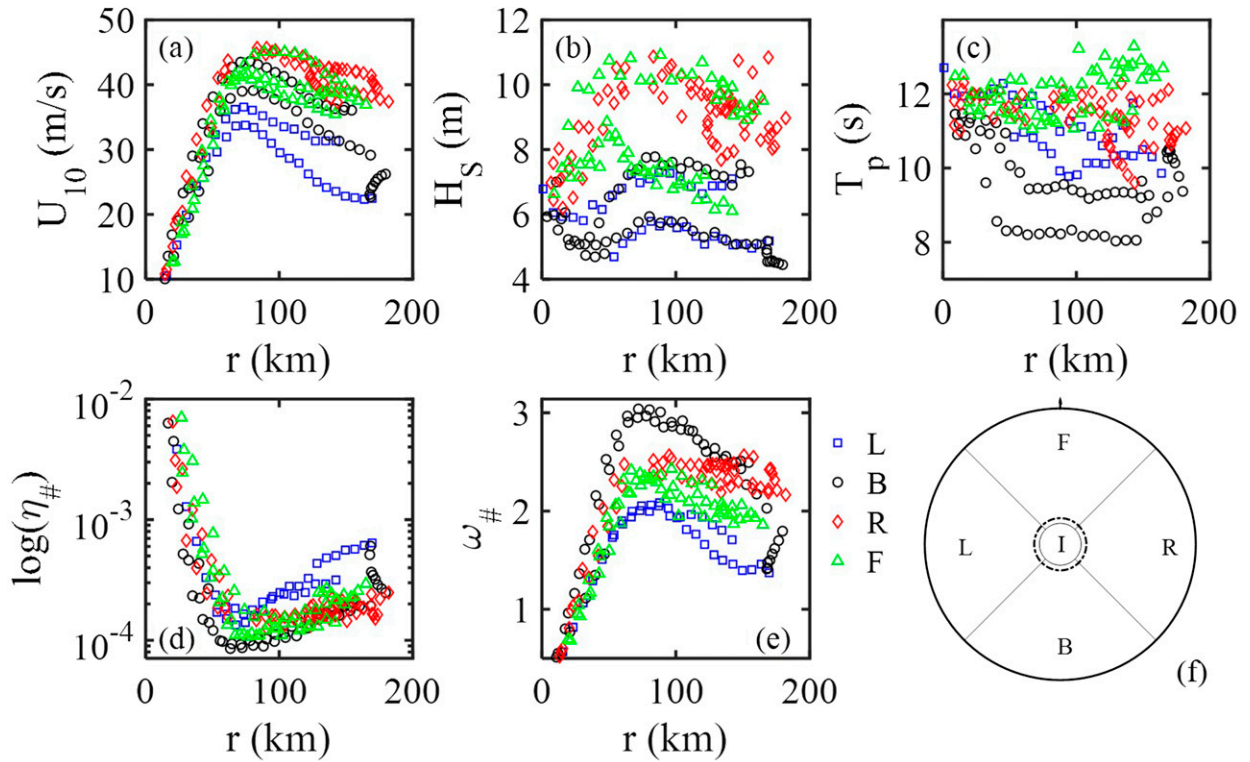 50
40
30
20
10
U10 (m/s)
(a)
0 100 200
r (km)
12
10
8
6
4
HS (m)
(b)
0 100 200
r (km)
12
10
8
Tp (s)
(c)
0 100 200
r (km)
10-2
10-3
10-4
log(η#)
(d)
0 100 200
r (km)
3
2
1
ω#
(e)
0 100 200
r (km)
L
B
R
F
F
L I R
B
(f)